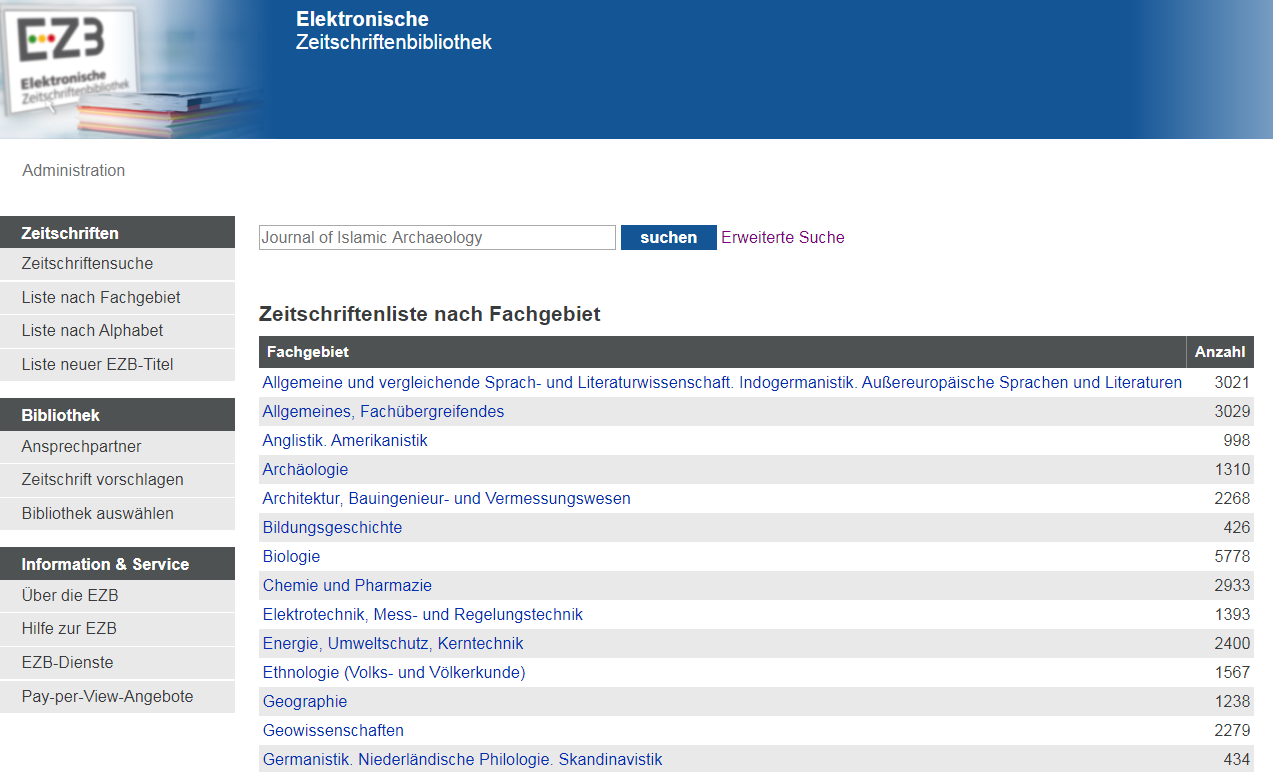 EZB
Elektronische
Zeitschriftenbibliothek
Elektronische
Zeitschriftenbibliothek
Administration
Zeitschriften
Zeitschriftensuche
Liste nach Fachgebiet
Liste nach Alphabet
Liste neuer EZB-Titel
Bibliothek
Ansprechpartner
Zeitschrift vorschlagen
Bibliothek auswählen
Information & Service
Über die EZB
Hilfe zur EZB
EZB-Dienste
Pay-per-View-Angebote
Journal of Islamic Archaeology suchen Erweiterte Suche
Zeitschriftenliste nach Fachgebiet
Fachgebiet Anzahl
Allgemeine und vergleichende Sprach- und Literaturwissenschaft. Indogermanistik. Außereuropäische Sprachen und Literaturen 3021
Allgemeines, Fachübergreifendes 3029
Anglistik. Amerikanistik 998
Archäologie 1310
Architektur, Bauingenieur- und Vermessungswesen 2268
Bildungsgeschichte 426
Biologie 5778
Chemie und Pharmazie 2933
Elektrotechnik, Mess- und Regelungstechnik 1393
Energie, Umweltschutz, Kerntechnik 2400
Ethnologie (Volks- und Völkerkunde) 1567
Geographie 1238
Geowissenschaften 2279
Germanistik. Niederländische Philologie. Skandinavistik 434